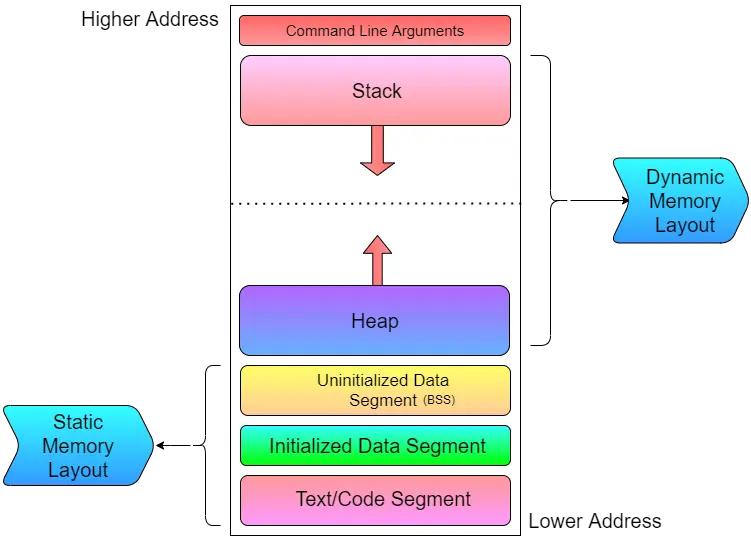 Higher Address
Command Line Arguments
Stack
Dynamic
Memory
Layout
Heap
Uninitialized Data
Segment (BSS)
Static
Memory
Layout
Initialized Data Segment
Text/Code Segment
Lower Address